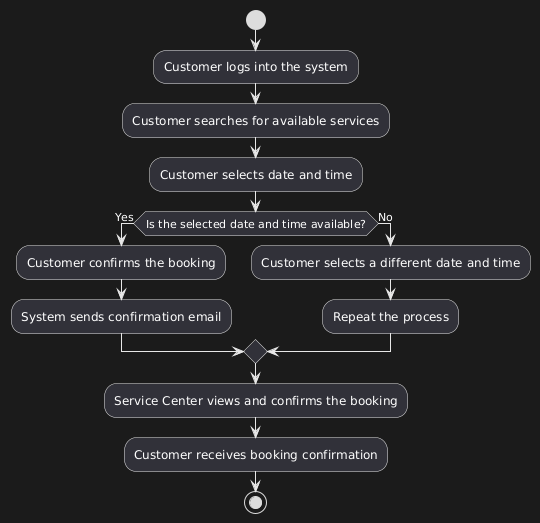 Customer logs into the system
Customer searches for available services
Customer selects date and time
Yes
Is the selected date and time available?
No
Customer confirms the booking
Customer selects a different date and time
System sends confirmation email
Repeat the process
Service Center views and confirms the booking
Customer receives booking confirmation